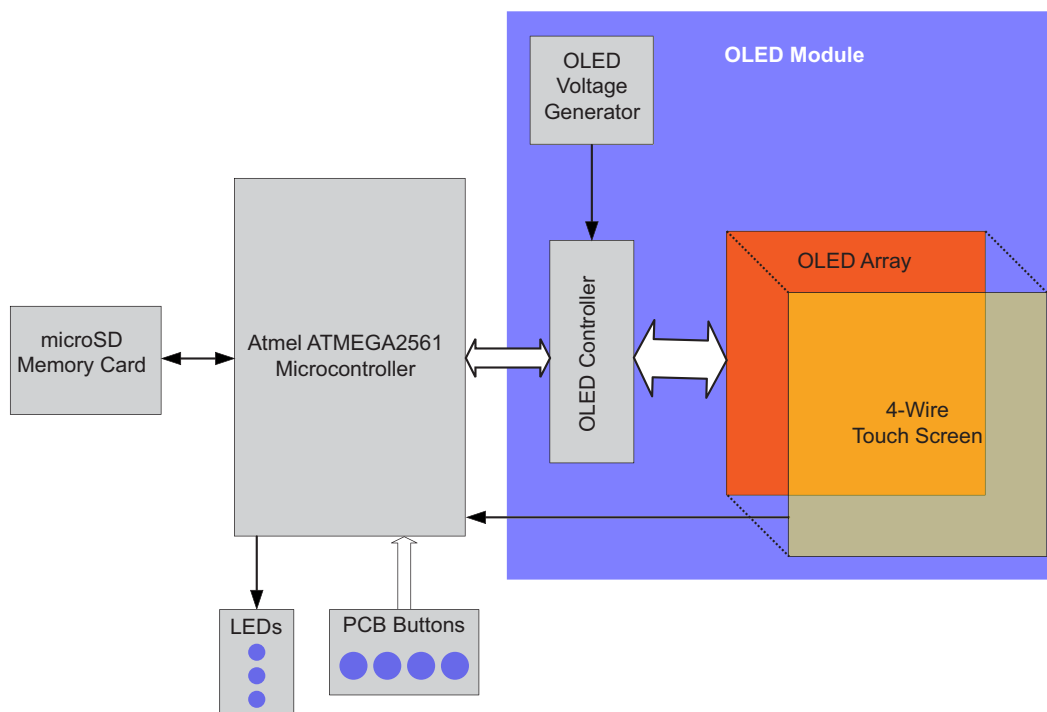 OLED Module
OLED
Voltage
Generator
OLED Array
OLED Controller
microSD
Memory Card
Atmel ATMEGA2561
Microcontroller
4-Wire
Touch Screen
LEDs
PCB Buttons